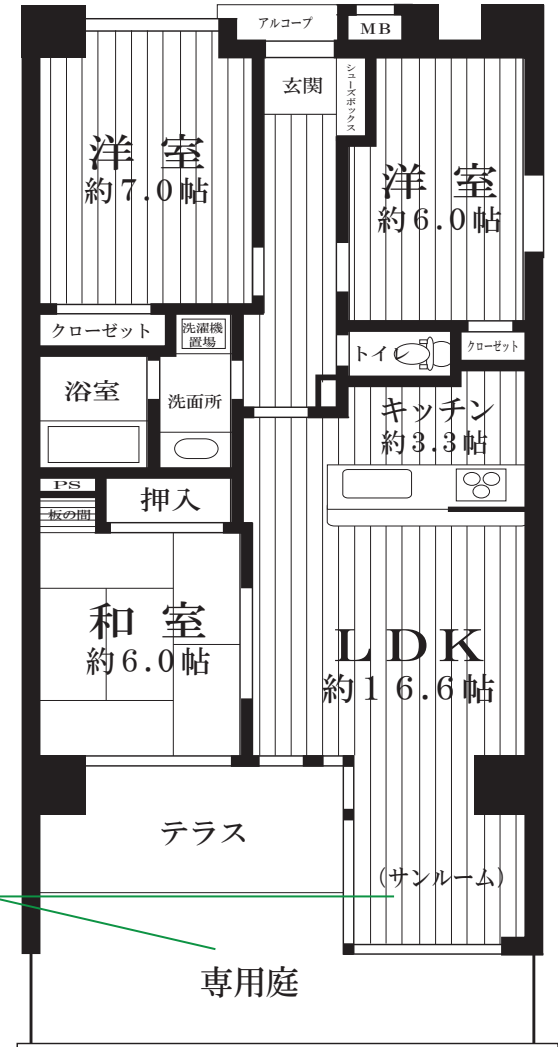 アルコーブ
MB
玄関
シューズボックス
洋室
約7.0帖
洋室
約6.0帖
クローゼット
洗濯機
置場
トイレ
クローゼット
浴室
洗面所
キッチン
約3.3帖
PS
押入
板の間
和室
約6.0帖
LDK
約16.6帖
テラス
(サンルーム)
専用庭